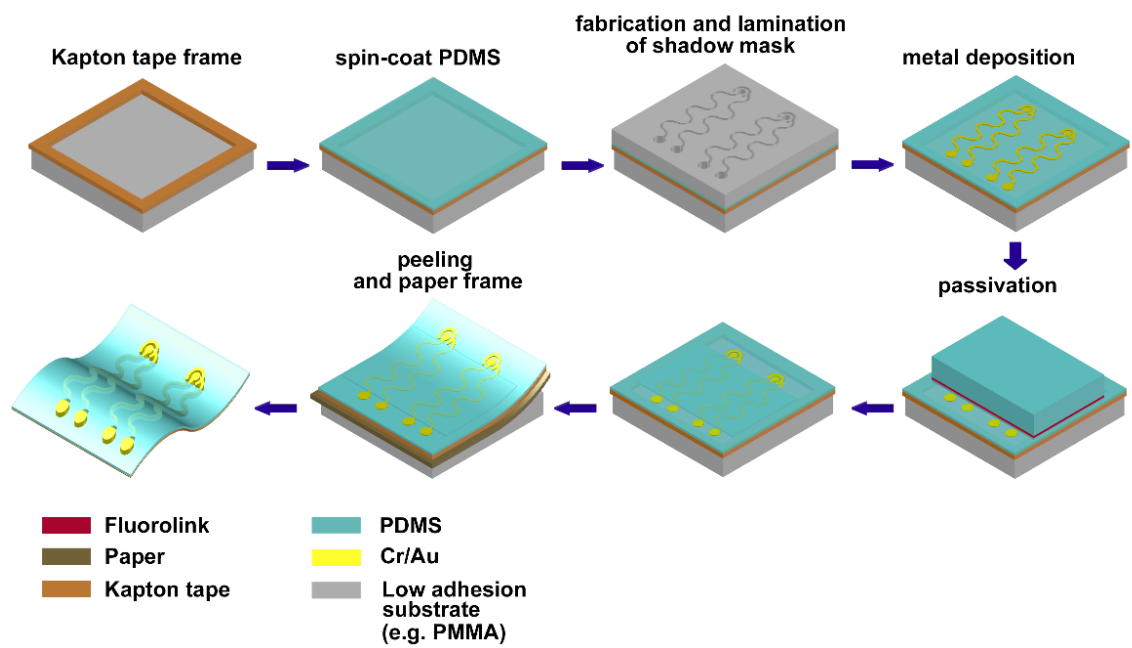 Kapton tape frame
spin-coat PDMS
fabrication and lamination
of shadow mask
metal deposition
passivation
peeling
and paper frame
Fluorolink
Paper
Kapton tape
PDMS
Cr/Au
Low adhesion
substrate
(e.g. PMMA)